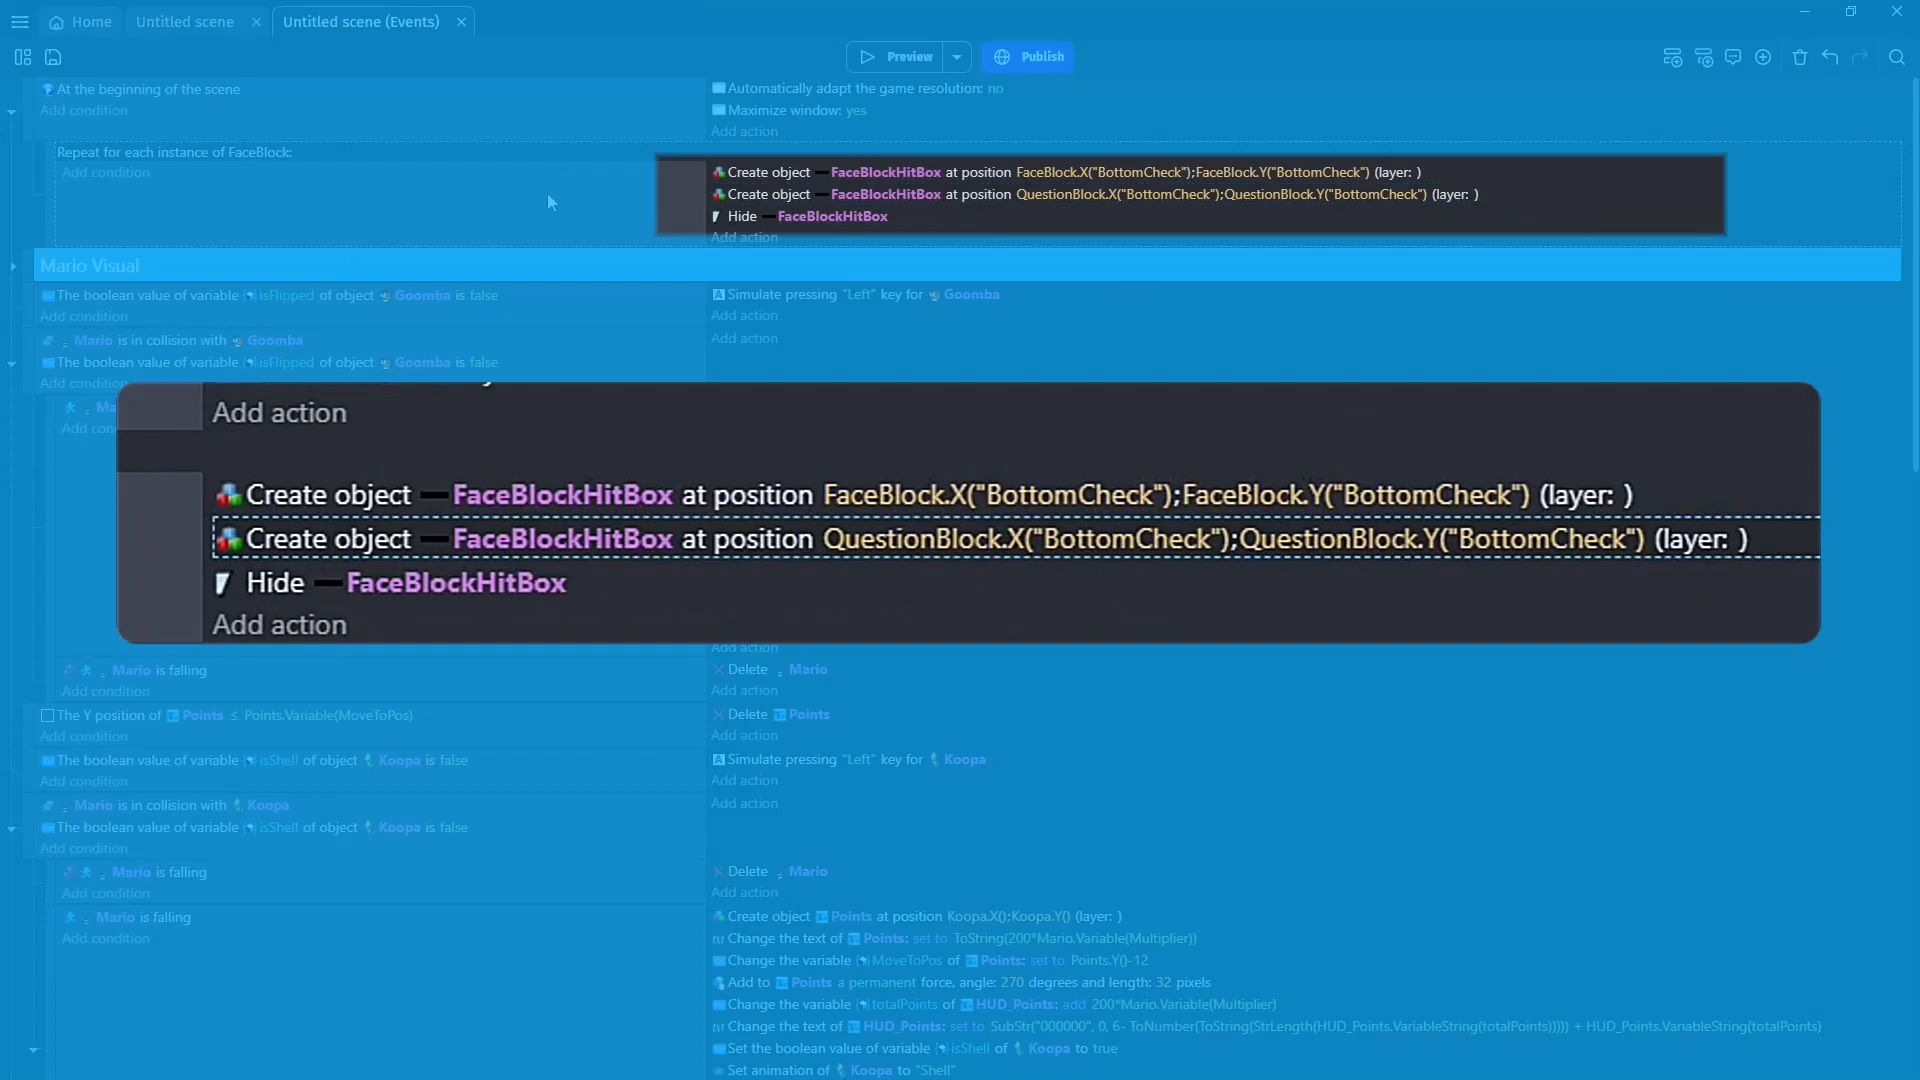 Home
Untitled scene
Untitled scene (Events)
Preview
Publish
At the beginning of the scene
Add condition
Automatically adapt the game resolution: no
Maximize window: yes
Add action
Repeat for each instance of FaceBlock:
Add condition
Create object FaceBlockHitBox at position FaceBlock.X("BottomCheck");FaceBlock.Y("BottomCheck") (layer: )
Create object FaceBlockHitBox at position QuestionBlock.X("BottomCheck");QuestionBlock.Y("BottomCheck") (layer: )
Hide FaceBlockHitBox
Add action
Mario Visual
The boolean value of variable isFlipped of object Goomba is false
Add condition
Simulate pressing "Left" key for Goomba
Add action
Mario is in collision with Goomba
The boolean value of variable isFlipped of object Goomba is false
Add condition
Add action
Ma
Add con
Add action
Create object FaceBlockHitBox at position FaceBlock.X("BottomCheck");FaceBlock.Y("BottomCheck") (layer: )
Create object FaceBlockHitBox at position QuestionBlock.X("BottomCheck");QuestionBlock.Y("BottomCheck") (layer: )
Hide FaceBlockHitBox
Add action
Add action
Mario is falling
Add condition
Delete Mario
Add action
The Y position of Points ≤ Points.Variable(MoveToPos)
Add condition
Delete Points
Add action
The boolean value of variable isShell of object Koopa is false
Add condition
Simulate pressing "Left" key for Koopa
Add action
Mario is in collision with Koopa
The boolean value of variable isShell of object Koopa is false
Add condition
Add action
Mario is falling
Add condition
Delete Mario
Add action
Mario is falling
Add condition
Create object Points at position Koopa.X();Koopa.Y() (layer: )
Change the text of Points: set to ToString(200*Mario.Variable(Multiplier))
Change the variable MoveToPos of Points: set to Points.Y()-12
Add to Points a permanent force, angle: 270 degrees and length: 32 pixels
Change the variable totalPoints of HUD_Points: add 200*Mario.Variable(Multiplier)
Change the text of HUD_Points: set to SubStr("000000", 0, 6- ToNumber(ToString(StrLength(HUD_Points.VariableString(totalPoints))))) + HUD_Points.VariableString(totalPoints)
Set the boolean value of variable isShell of Koopa to true
Set animation of Koopa to "Shell"